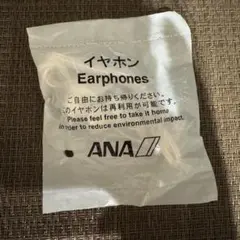 イヤホン
Earphones
ご自由にお持ち帰りください。
このイヤホンは再利用が可能です。
Please feel free to take it home
in order to reduce environmental impact.
ANA